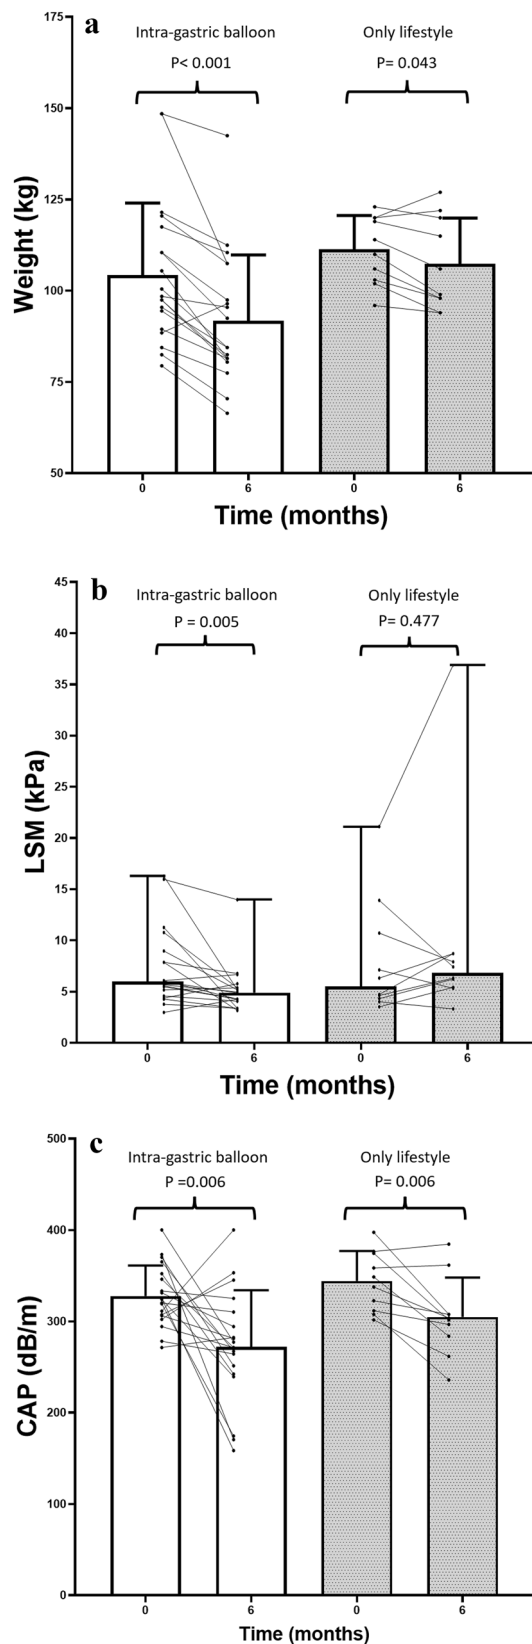 a
Intra-gastric balloon
Only lifestyle
P< 0.001
P= 0.043
Weight (kg)
175
150
125
100
75
50
0
6
0
6
Time (months)
b
Intra-gastric balloon
Only lifestyle
P = 0.005
P= 0.477
LSM (kPa)
45
40
35
30
25
20
15
10
5
0
0
6
0
6
Time (months)
c
Intra-gastric balloon
Only lifestyle
P =0.006
P= 0.006
CAP (dB/m)
500
400
300
200
100
0
0
6
0
6
Time (months)